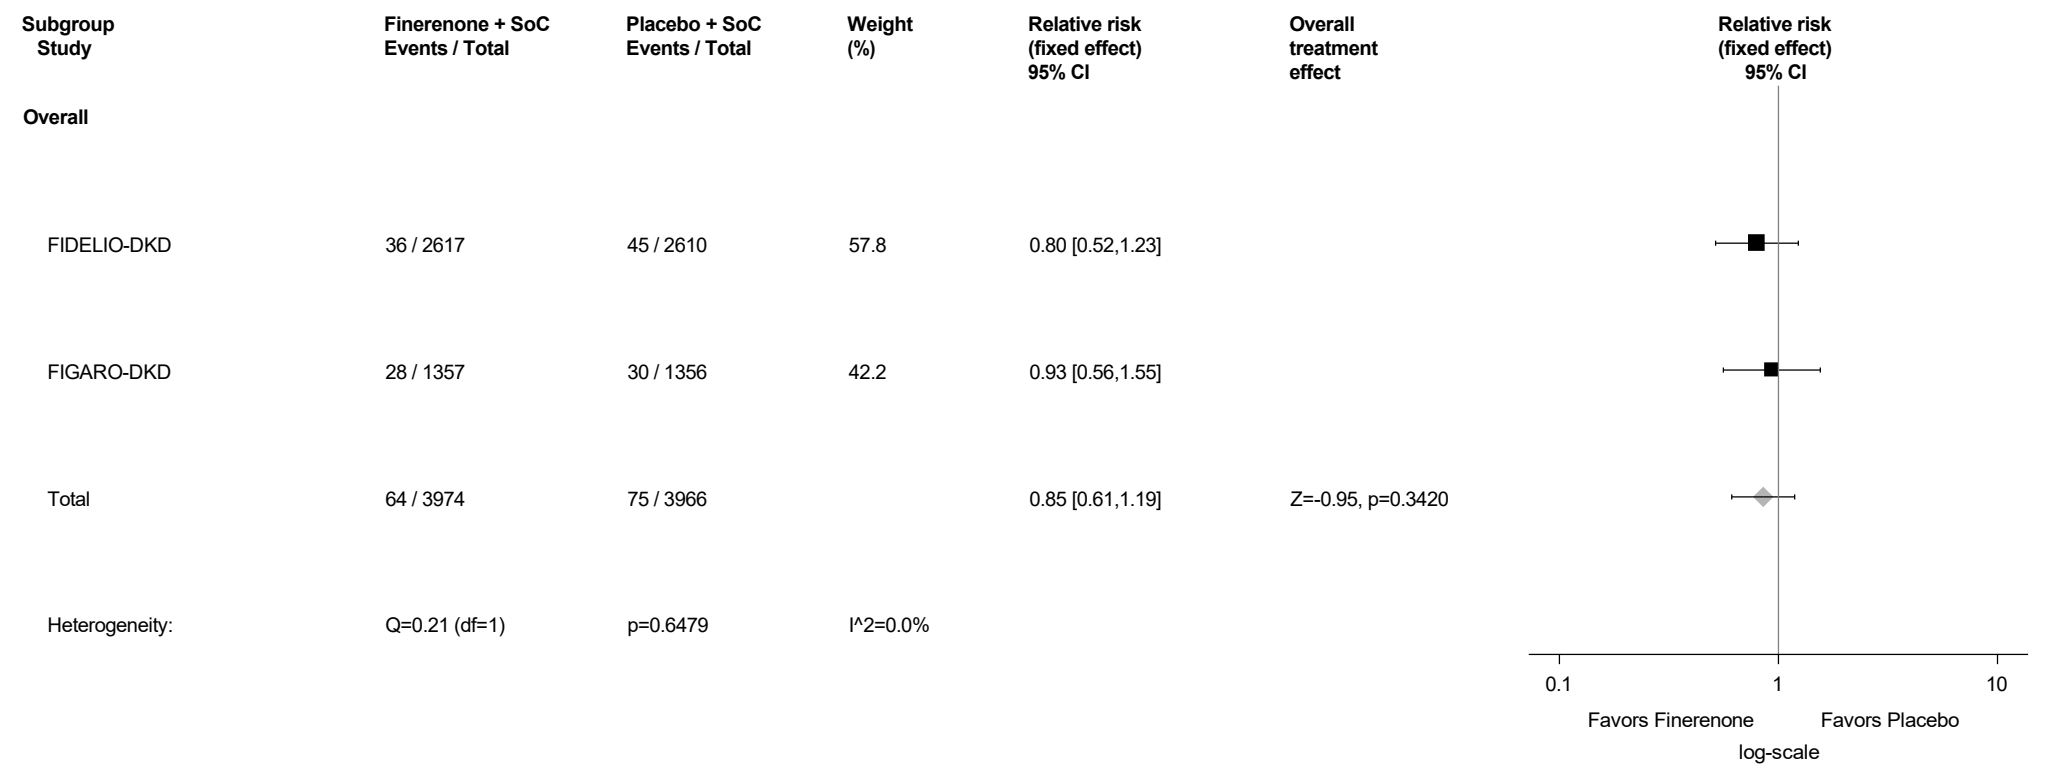 Subgroup Finerenone + SoC Placebo + SoC Weight Relative risk Overall Relative risk
Study Events / Total Events / Total (%) (fixed effect) treatment (fixed effect)
95% CI effect 95% CI
Overall
FIDELIO-DKD 36 / 2617 45 / 2610 57.8 0.80 [0.52,1.23]
FIGARO-DKD 28 / 1357 30 / 1356 42.2 0.93 [0.56,1.55]
Total 64 / 3974 75 / 3966 0.85 [0.61,1.19] Z=-0.95, p=0.3420
Heterogeneity: Q=0.21 (df=1) p=0.6479 I^2=0.0%
0.1 1 10
Favors Finerenone Favors Placebo
log-scale